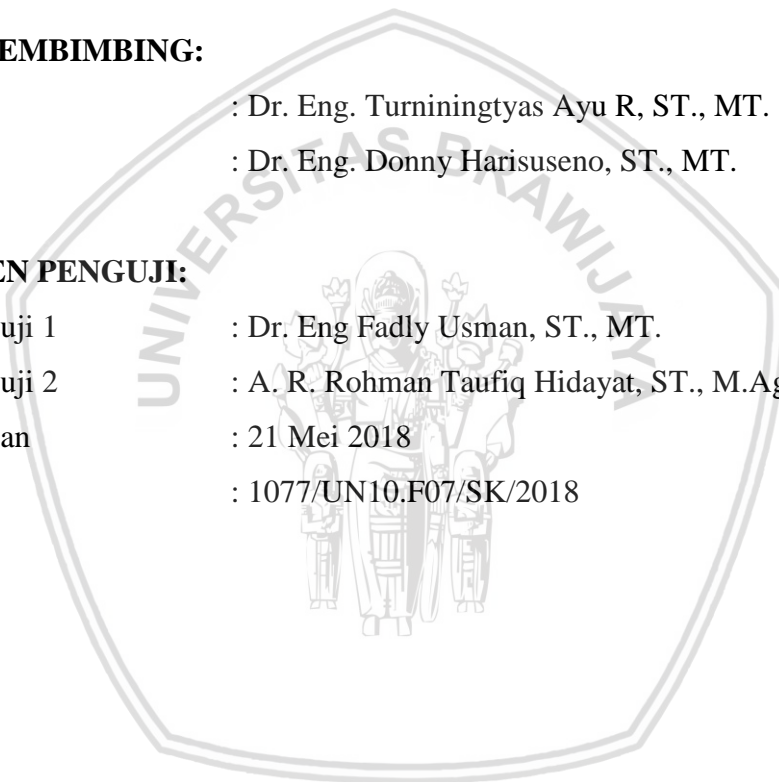 EMBIMBING:
: Dr. Eng. Turniningtyas Ayu R, ST., MT.
: Dr. Eng. Donny Harisuseno, ST., MT.
EN PENGUJI:
uji 1 : Dr. Eng Fadly Usman, ST., MT.
uji 2 : A. R. Rohman Taufiq Hidayat, ST., M.Ag
an : 21 Mei 2018
: 1077/UN10.F07/SK/2018
UNIVERSITAS BRAWIJAYA